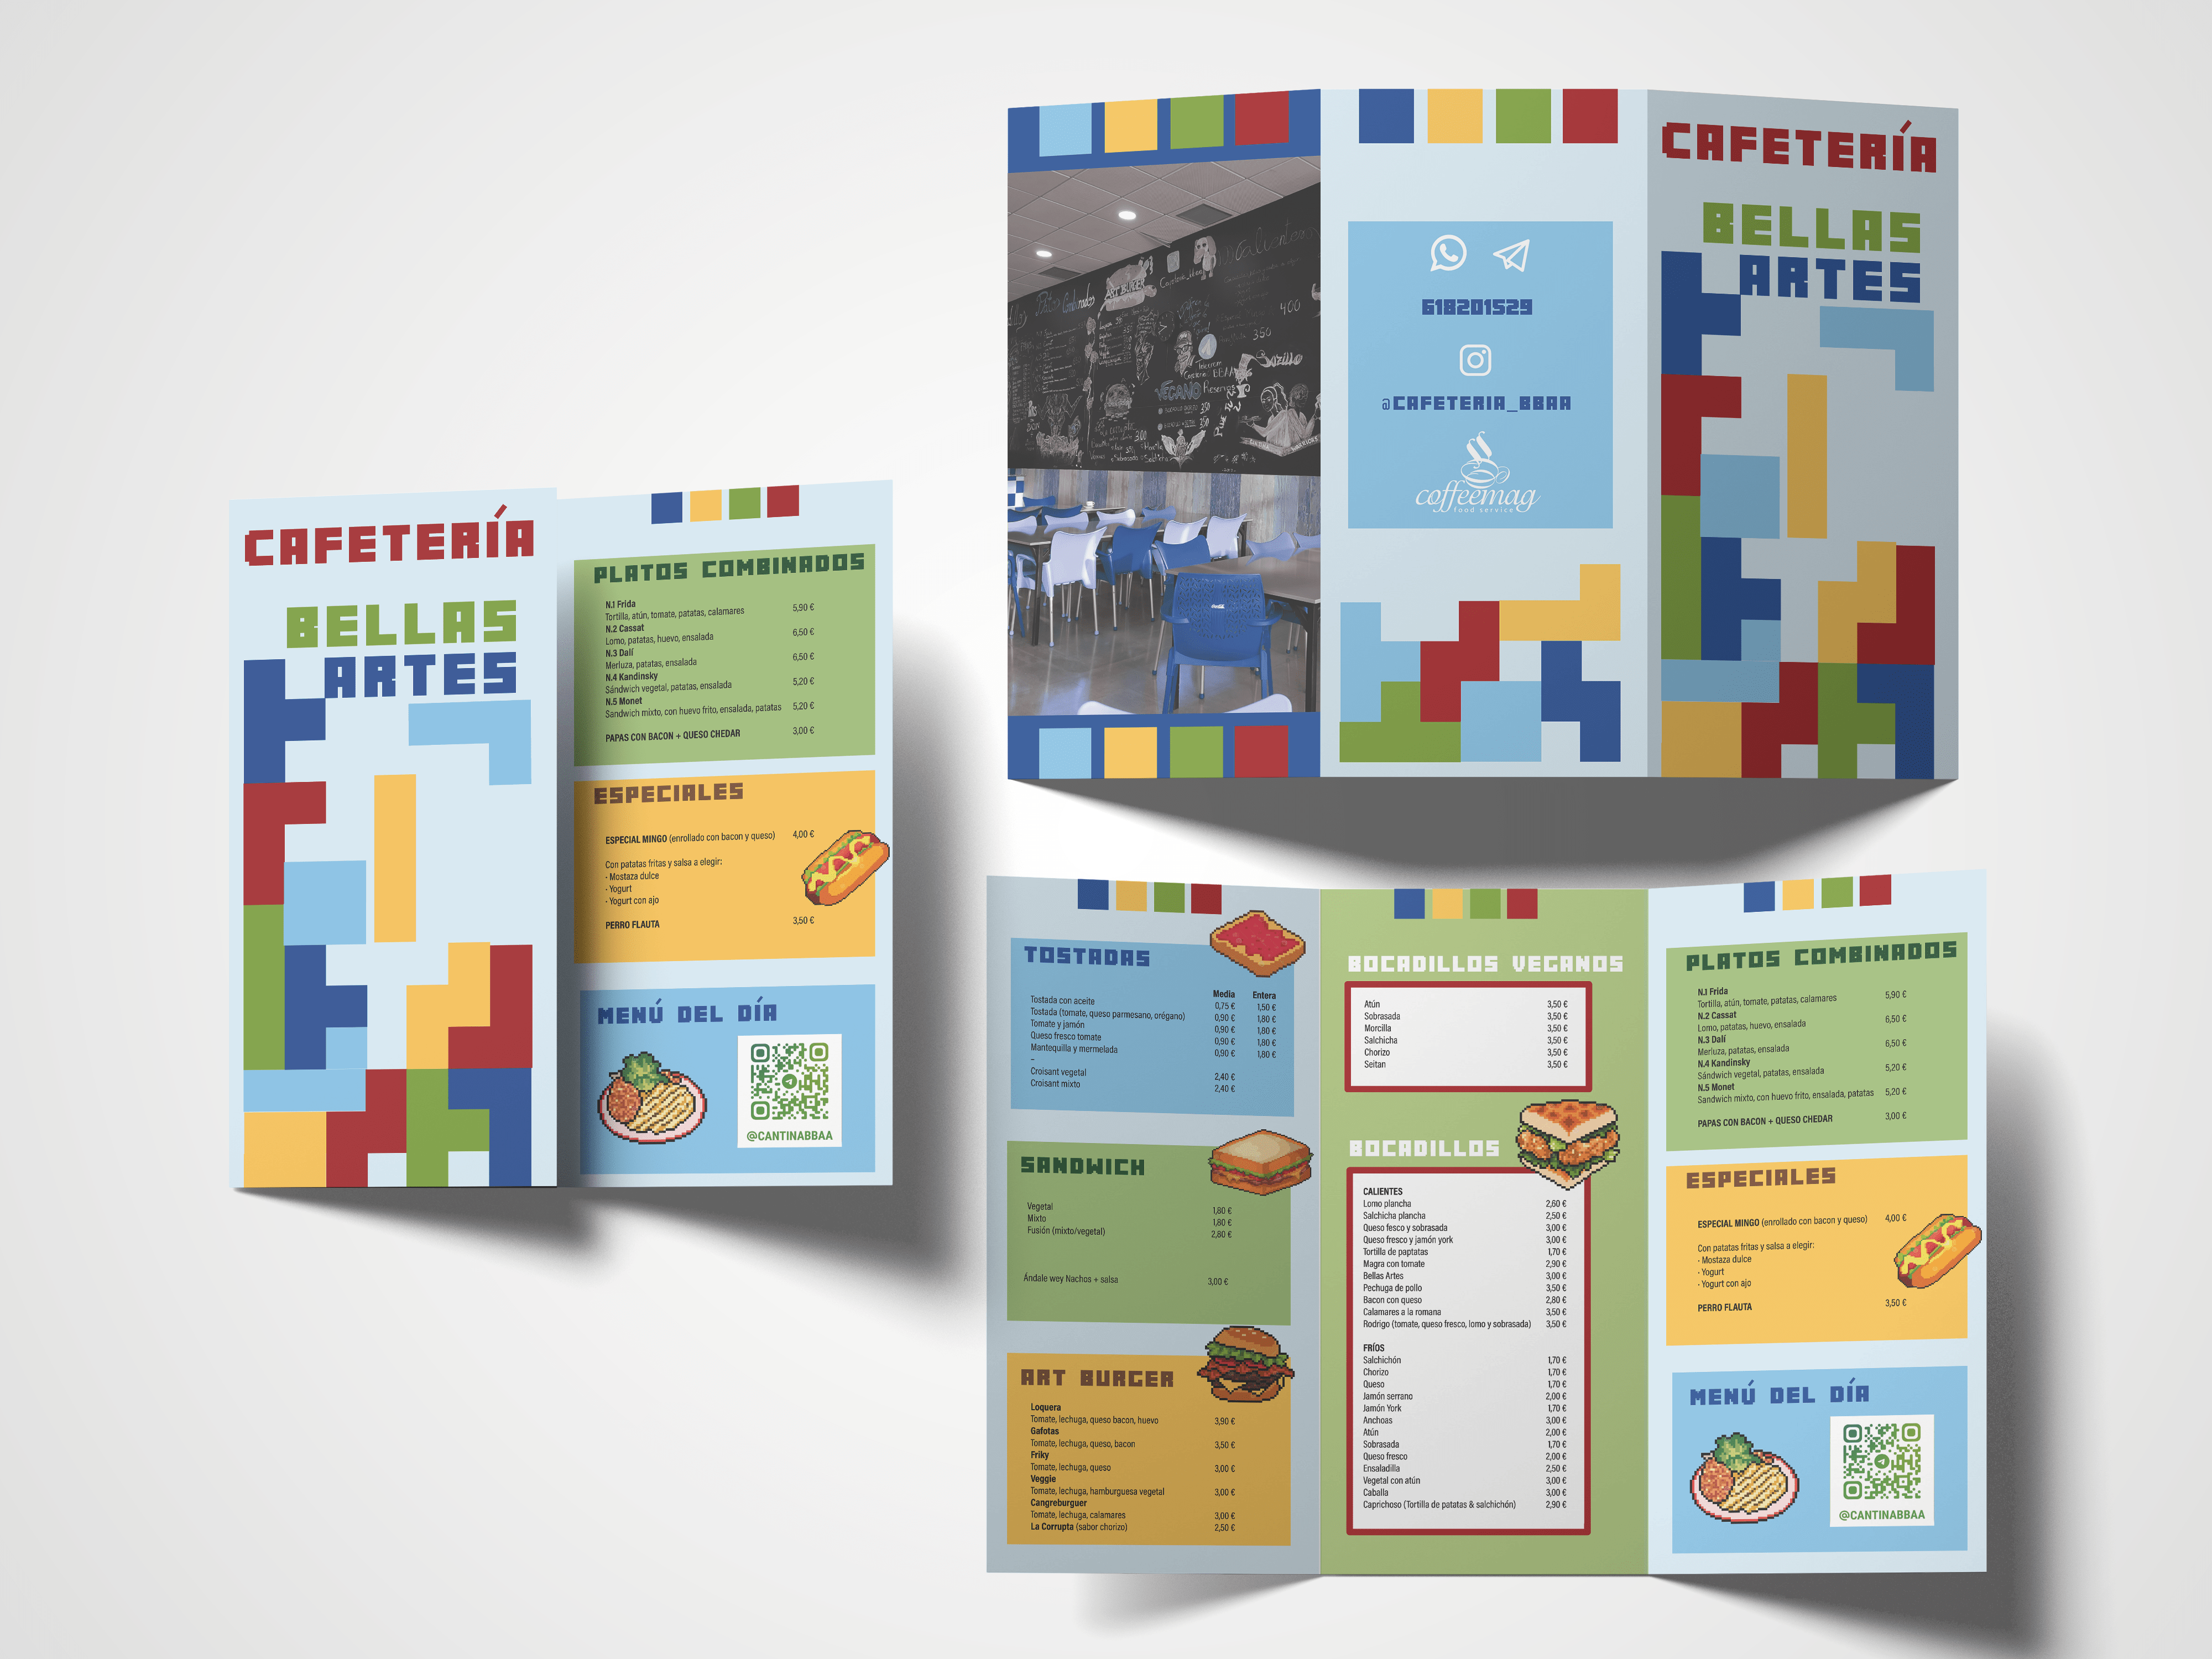 CAFETERÍA
BELLAS
ARTES
PLATOS COMBINADOS
N.1 Frida
Tortilla, atún, tomate, patatas, calamares 5,90 €
N.2 Cassat
Lomo, patatas, huevo, ensalada 6,50 €
N.3 Dalí
Merluza, patatas, ensalada 6,50 €
N.4 Kandinsky
Sándwich vegetal, patatas, ensalada 5,20 €
N.5 Monet
Sandwich mixto, con huevo frito, ensalada, patatas 5,20 €
PAPAS CON BACON + QUESO CHEDAR 3,00 €
ESPECIALES
ESPECIAL MINGO (enrollado con bacon y queso) 4,00 €
Con patatas fritas y salsa a elegir:
· Mostaza dulce
· Yogurt
· Yogurt con ajo
PERRO FLAUTA 3,50 €
MENÚ DEL DÍA
@CANTINABBAA
ART BURGER
VEGANO
618201529
@CAFETERIA_BBAA
coffeemag
food service
CAFETERÍA
BELLAS
ARTES
TOSTADAS
Media Entera
Tostada con aceite 0,75 € 1,50 €
Tostada (tomate, queso parmesano, orégano) 0,90 € 1,80 €
Tomate y jamón 0,90 € 1,80 €
Queso fresco tomate 0,90 € 1,80 €
Mantequilla y mermelada 0,90 € 1,80 €
–
Croisant vegetal 2,40 €
Croisant mixto 2,40 €
SANDWICH
Vegetal 1,80 €
Mixto 1,80 €
Fusión (mixto/vegetal) 2,80 €
Ándale wey Nachos + salsa 3,00 €
ART BURGER
Loquera
Tomate, lechuga, queso bacon, huevo 3,90 €
Gafotas
Tomate, lechuga, queso, bacon 3,50 €
Friky
Tomate, lechuga, queso 3,00 €
Veggie
Tomate, lechuga, hamburguesa vegetal 3,00 €
Cangreburguer
Tomate, lechuga, calamares 3,00 €
La Corrupta (sabor chorizo) 2,50 €
BOCADILLOS VEGANOS
Atún 3,50 €
Sobrasada 3,50 €
Morcilla 3,50 €
Salchicha 3,50 €
Chorizo 3,50 €
Seitan 3,50 €
BOCADILLOS
CALIENTES
Lomo plancha 2,60 €
Salchicha plancha 2,50 €
Queso fesco y sobrasada 3,00 €
Queso fresco y jamón york 3,00 €
Tortilla de paptatas 1,70 €
Magra con tomate 2,90 €
Bellas Artes 3,00 €
Pechuga de pollo 3,50 €
Bacon con queso 2,80 €
Calamares a la romana 3,50 €
Rodrigo (tomate, queso fresco, lomo y sobrasada) 3,50 €
FRÍOS
Salchichón 1,70 €
Chorizo 1,70 €
Queso 1,70 €
Jamón serrano 2,00 €
Jamón York 1,70 €
Anchoas 3,00 €
Atún 2,00 €
Sobrasada 1,70 €
Queso fresco 2,00 €
Ensaladilla 2,50 €
Vegetal con atún 3,00 €
Caballa 3,00 €
Caprichoso (Tortilla de patatas & salchichón) 2,90 €
PLATOS COMBINADOS
N.1 Frida
Tortilla, atún, tomate, patatas, calamares 5,90 €
N.2 Cassat
Lomo, patatas, huevo, ensalada 6,50 €
N.3 Dalí
Merluza, patatas, ensalada 6,50 €
N.4 Kandinsky
Sándwich vegetal, patatas, ensalada 5,20 €
N.5 Monet
Sandwich mixto, con huevo frito, ensalada, patatas 5,20 €
PAPAS CON BACON + QUESO CHEDAR 3,00 €
ESPECIALES
ESPECIAL MINGO (enrollado con bacon y queso) 4,00 €
Con patatas fritas y salsa a elegir:
· Mostaza dulce
· Yogurt
· Yogurt con ajo
PERRO FLAUTA 3,50 €
MENÚ DEL DÍA
@CANTINABBAA